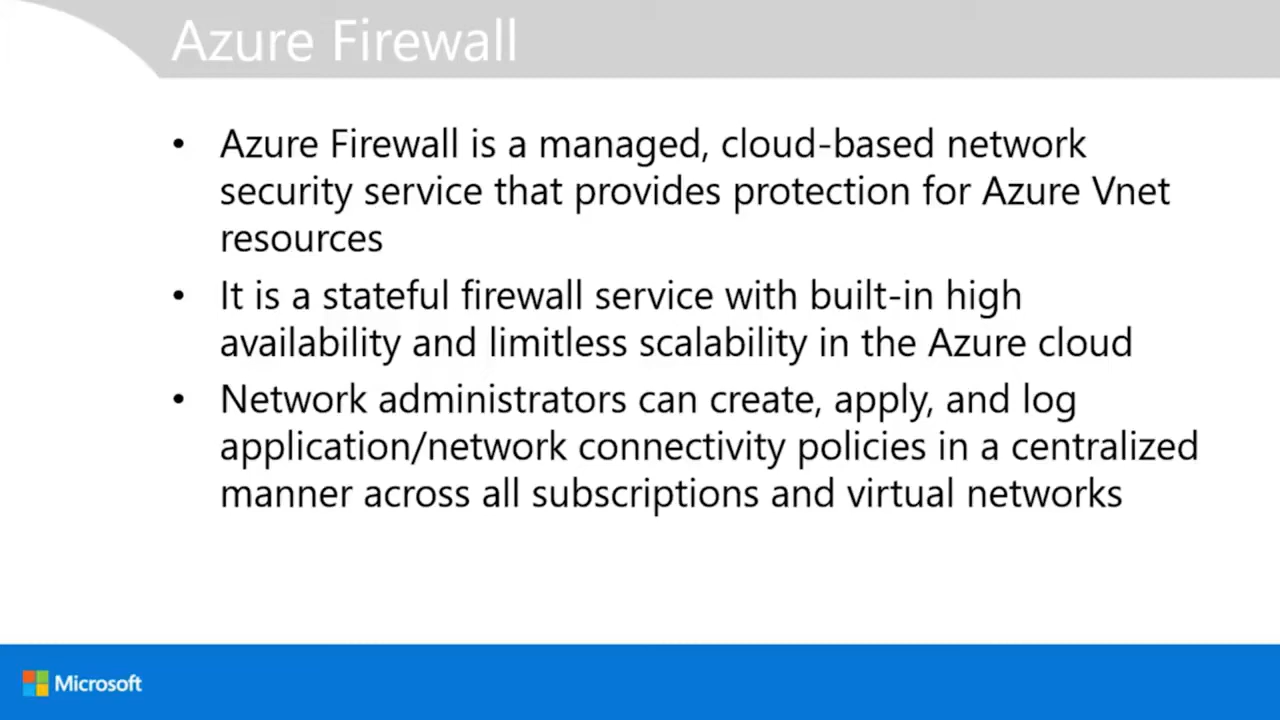 Azure Firewall
• Azure Firewall is a managed, cloud-based network
security service that provides protection for Azure Vnet
resources
• It is a stateful firewall service with built-in high
availability and limitless scalability in the Azure cloud
• Network administrators can create, apply, and log
application/network connectivity policies in a centralized
manner across all subscriptions and virtual networks
Microsoft